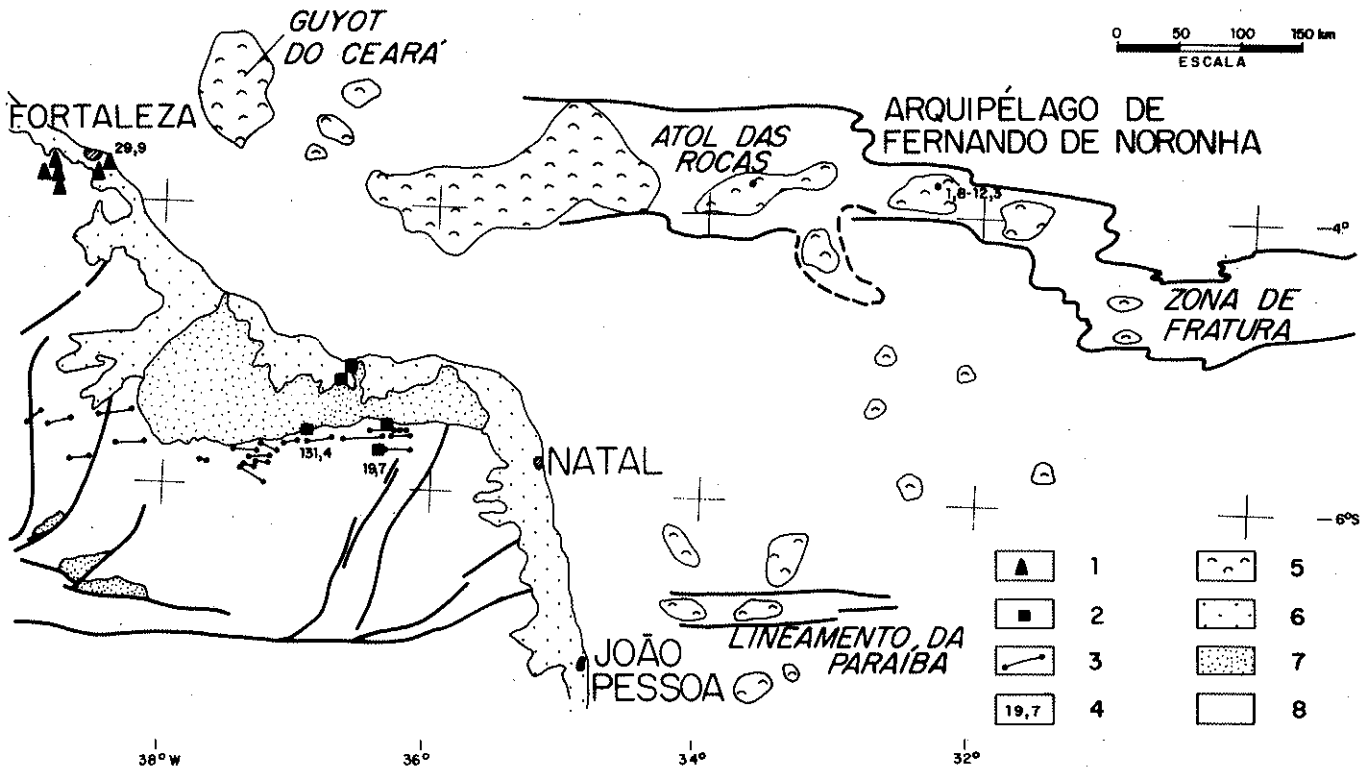 GUYOT
DO CEARÁ
0 50 100 150 km
ESCALA
FORTALEZA
29,9
ATOL DAS
ROCAS
ARQUIPÉLAGO DE
FERNANDO DE NORONHA
1,8-12,3
4°
ZONA DE
FRATURA
131,4
19,7
NATAL
6°S
1
2
3
19,7 4
5
6
7
8
LINEAMENTO DA
PARAÍBA
JOÃO
PESSOA
38°W 36° 34° 32°